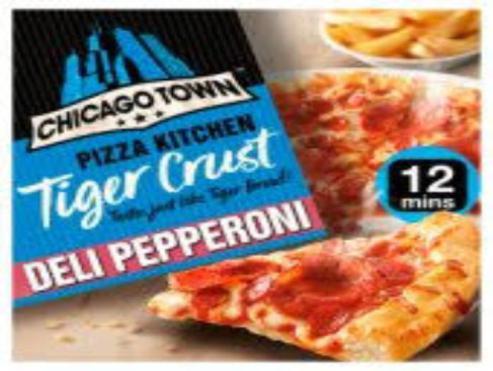 CHICAGO TOWN
PIZZA KITCHEN
Tiger Crust
Tastes just like Tiger Bread!
DELI PEPPERONI
12
mins